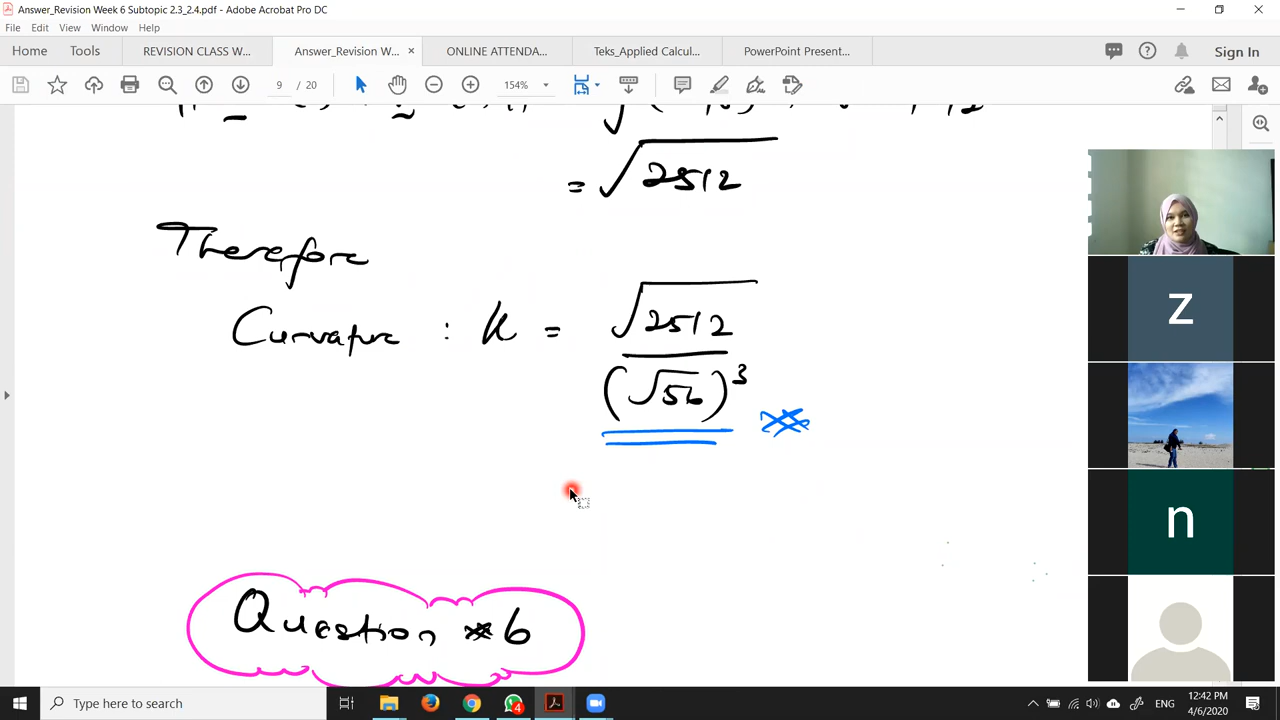 Answer_Revision Week 6 Subtopic 2.3_2.4.pdf - Adobe Acrobat Pro DC
File Edit View Window Help
Home Tools REVISION CLASS W... Answer_Revision W... × ONLINE ATTENDA... Teks_Applied Calcul... PowerPoint Present... Sign In
9 / 20 154%
= √2512
Therefore
Curvature : K = √2512
(√56)³
Question * 6
Z
n
Type here to search
4
ENG
12:42 PM
4/6/2020